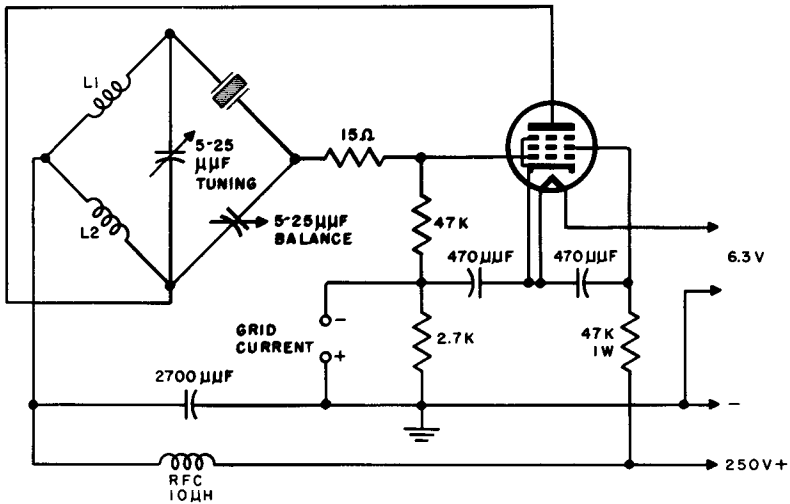 L1
5-25
µµF
TUNING
L2
15Ω
5-25µµF
BALANCE
47K
470µµF
470µµF
6.3V
GRID
CURRENT
-
+
2.7K
47K
1W
2700µµF
-
250V+
RFC
10µH